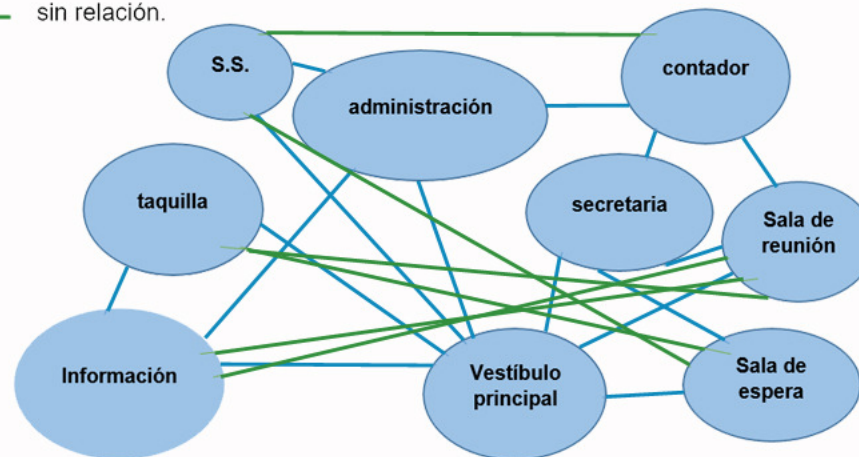 sin relación.
S.S.
administración
contador
taquilla
secretaria
Sala de
reunión
Información
Vestíbulo
principal
Sala de
espera